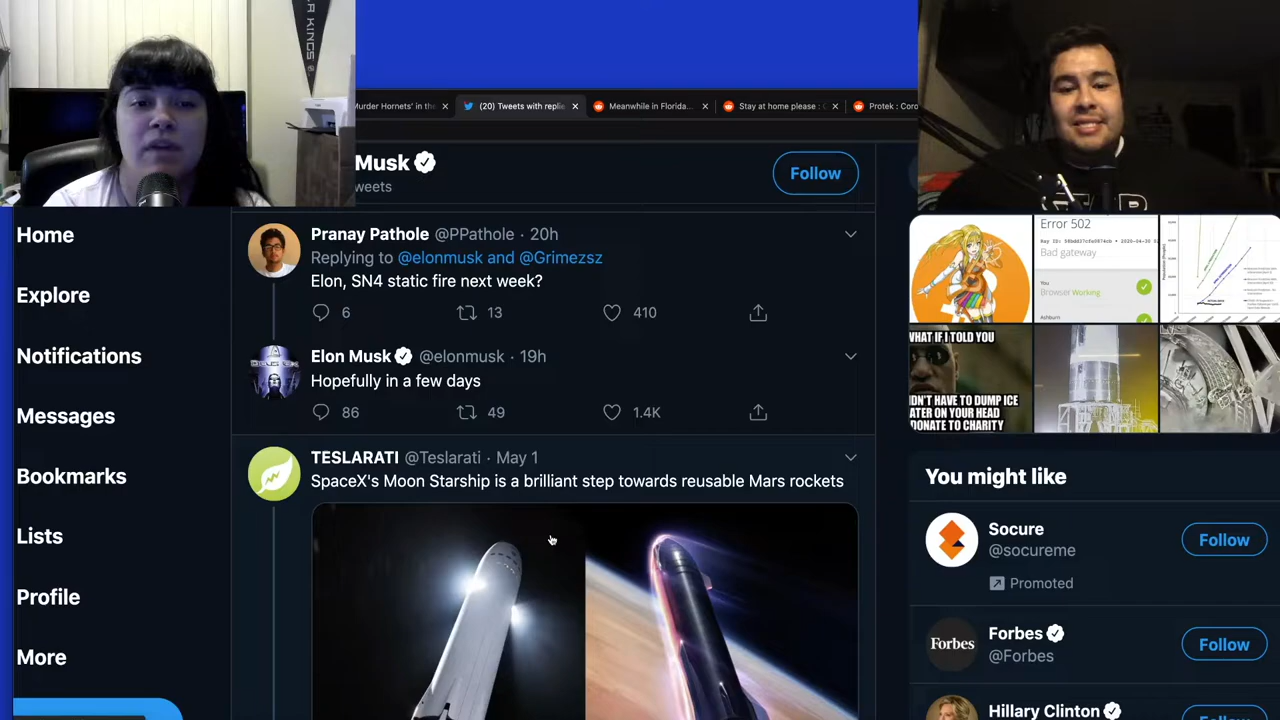 R KINGS
Murder Hornets' in the
(20) Tweets with replie
Meanwhile in Florida...
Stay at home please : C
Protek : Coro
Musk
weets
Follow
Home
Explore
Notifications
Messages
Bookmarks
Lists
Profile
More
Pranay Pathole @PPathole · 20h
Replying to @elonmusk and @Grimezsz
Elon, SN4 static fire next week?
6 13 410
Elon Musk @elonmusk · 19h
Hopefully in a few days
86 49 1.4K
TESLARATI @Teslarati · May 1
SpaceX's Moon Starship is a brilliant step towards reusable Mars rockets
Error 502
Bad gateway
You
Browser Working
Ashburn
WHAT IF I TOLD YOU
IDN'T HAVE TO DUMP ICE
ATER ON YOUR HEAD
DONATE TO CHARITY
You might like
Socure
@socureme
Promoted
Follow
Forbes
Forbes
@Forbes
Follow
Hillary Clinton